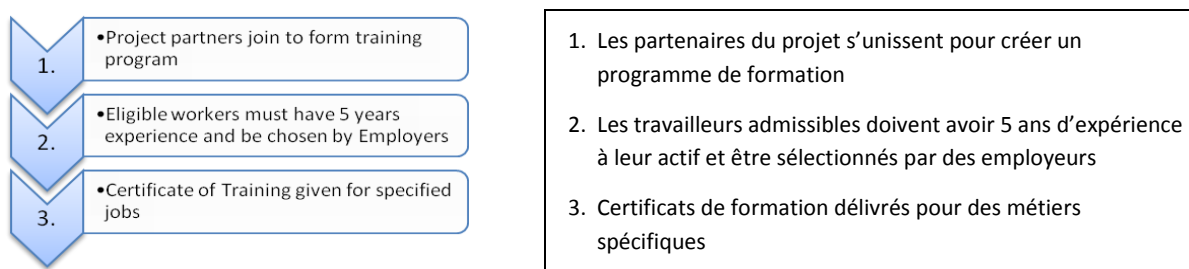 1.
•Project partners join to form training
program
2.
•Eligible workers must have 5 years
experience and be chosen by Employers
3.
•Certificate of Training given for specified
jobs
1. Les partenaires du projet s’unissent pour créer un
programme de formation
2. Les travailleurs admissibles doivent avoir 5 ans d’expérience
à leur actif et être sélectionnés par des employeurs
3. Certificats de formation délivrés pour des métiers
spécifiques